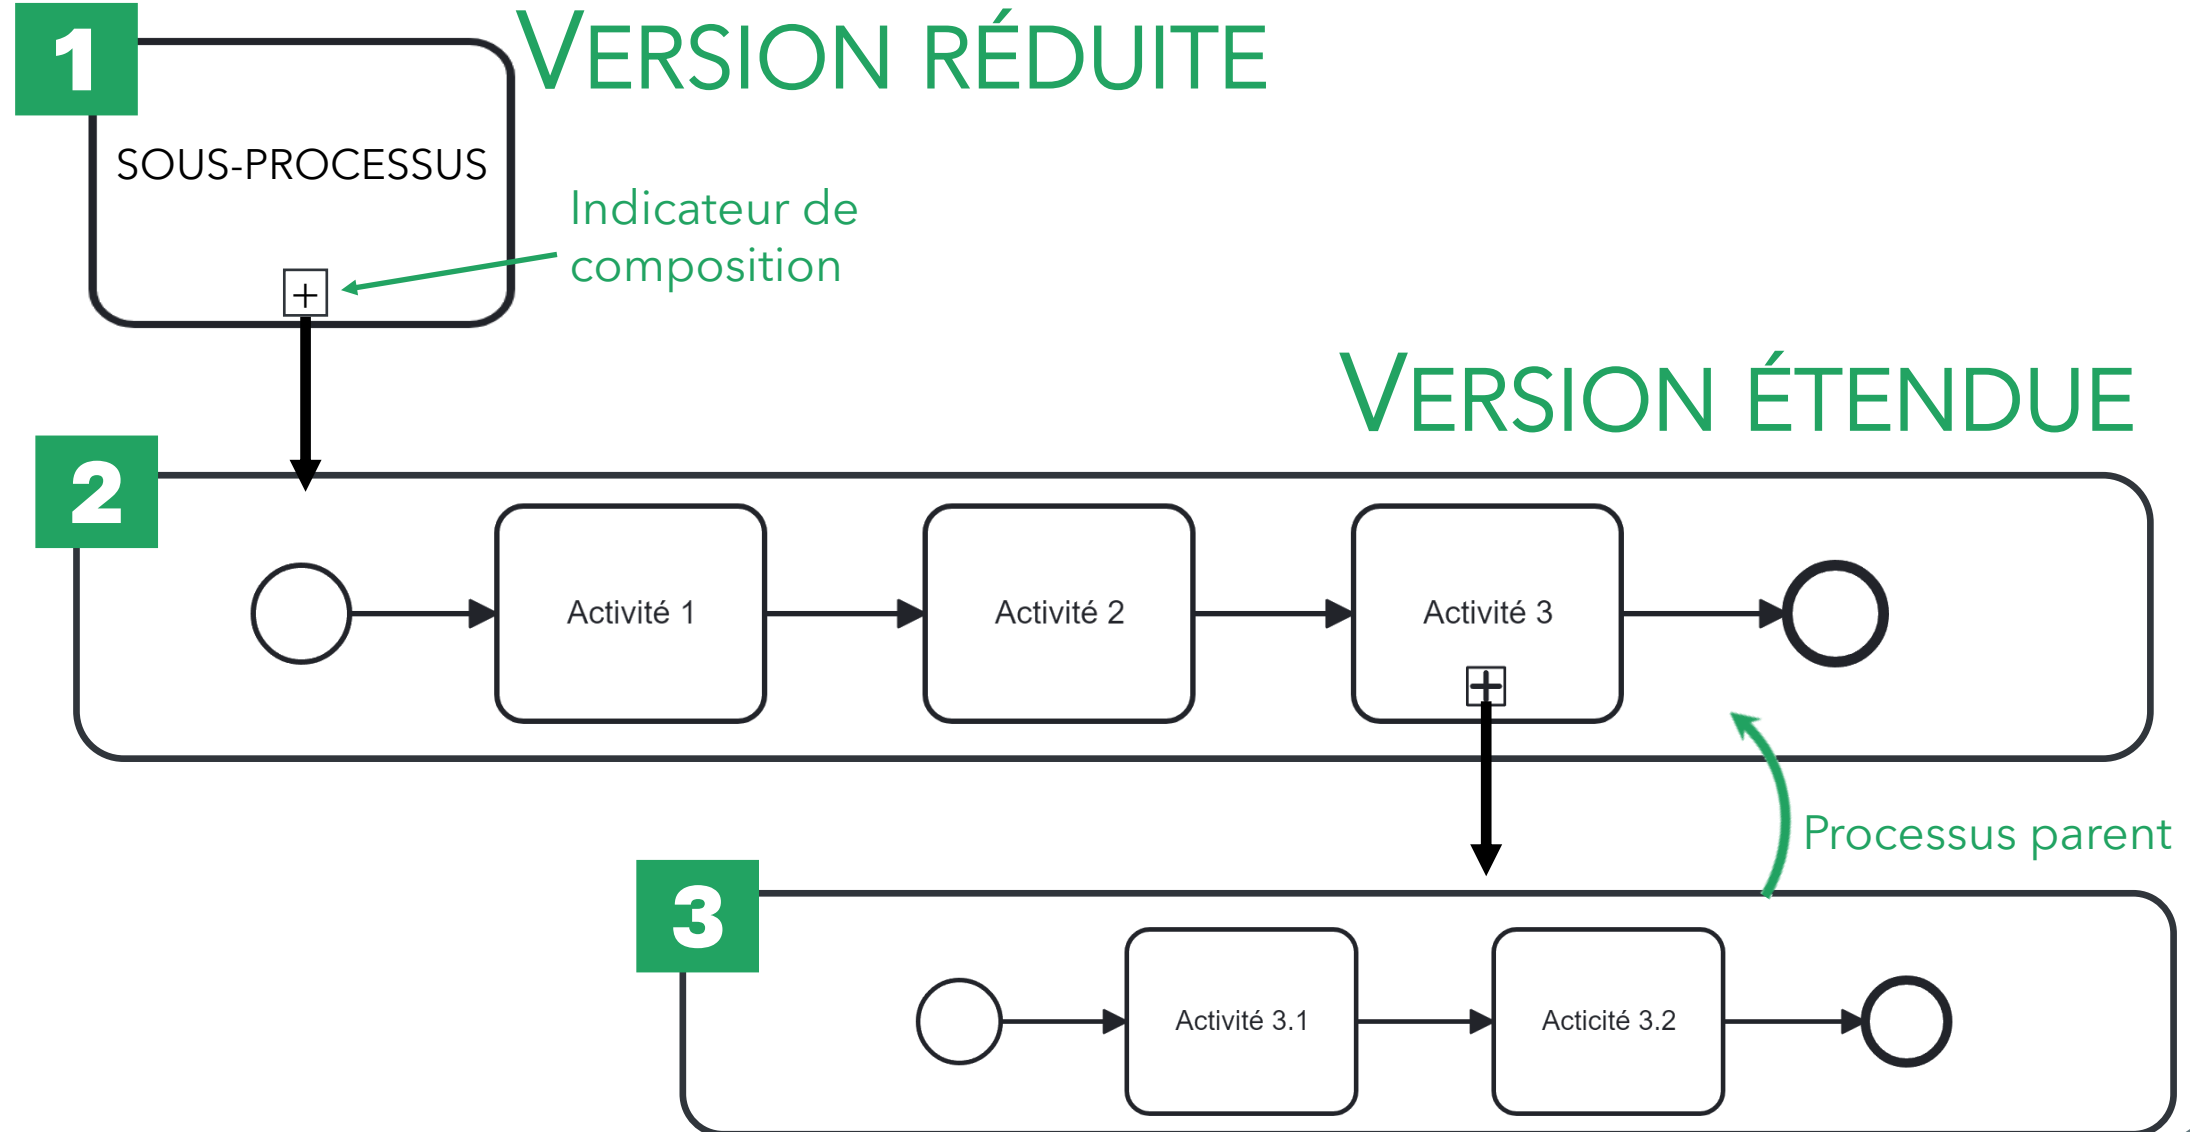 1
VERSION RÉDUITE
SOUS-PROCESSUS
Indicateur de
composition
VERSION ÉTENDUE
2
Activité 1
Activité 2
Activité 3
Processus parent
3
Activité 3.1
Acticité 3.2